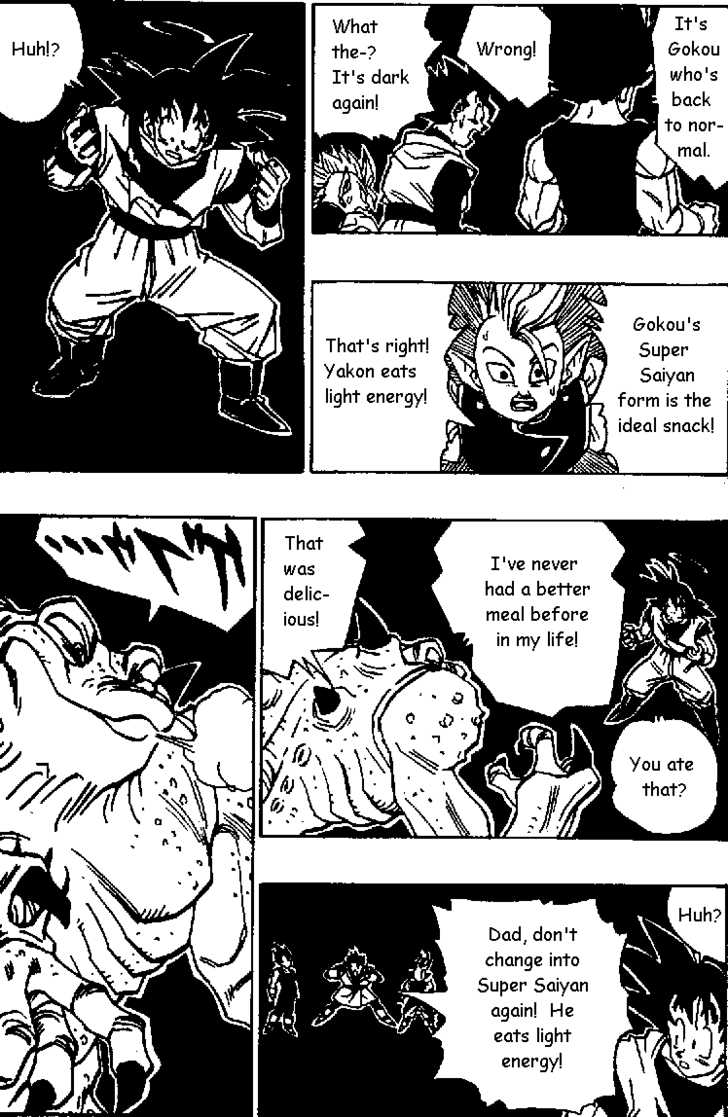 Huh!?
What
the-?
It's dark
again!
Wrong!
It's
Gokou
who's
back
to nor-
mal.
That's right!
Yakon eats
light energy!
Gokou's
Super
Saiyan
form is the
ideal snack!
That
was
delic-
ious!
I've never
had a better
meal before
in my life!
You ate
that?
Dad, don't
change into
Super Saiyan
again! He
eats light
energy!
Huh?